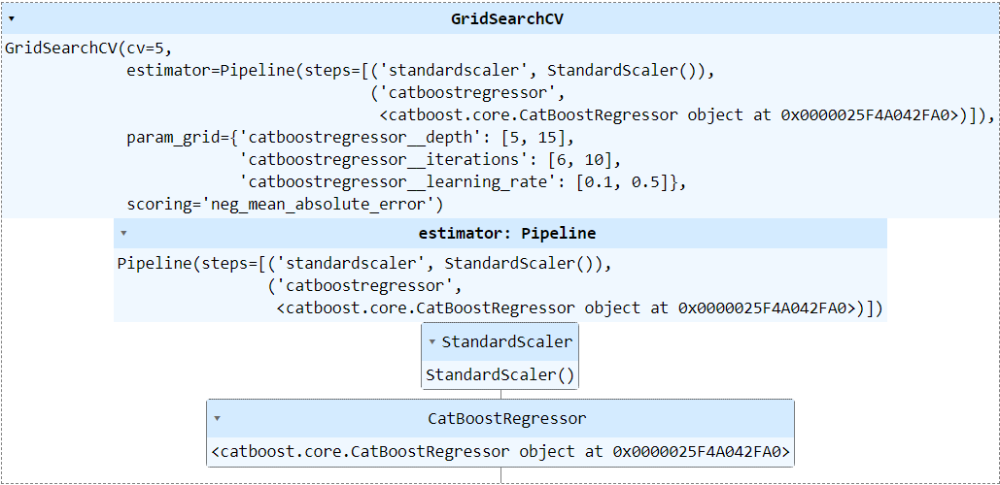 GridSearchCV
GridSearchCV(cv=5,
estimator=Pipeline(steps=[('standardscaler', StandardScaler()),
('catboostregressor',
<catboost.core.CatBoostRegressor object at 0x0000025F4A042FA0>)]),
param_grid={'catboostregressor__depth': [5, 15],
'catboostregressor__iterations': [6, 10],
'catboostregressor__learning_rate': [0.1, 0.5]},
scoring='neg_mean_absolute_error')
estimator: Pipeline
Pipeline(steps=[('standardscaler', StandardScaler()),
('catboostregressor',
<catboost.core.CatBoostRegressor object at 0x0000025F4A042FA0>)])
StandardScaler
StandardScaler()
CatBoostRegressor
<catboost.core.CatBoostRegressor object at 0x0000025F4A042FA0>